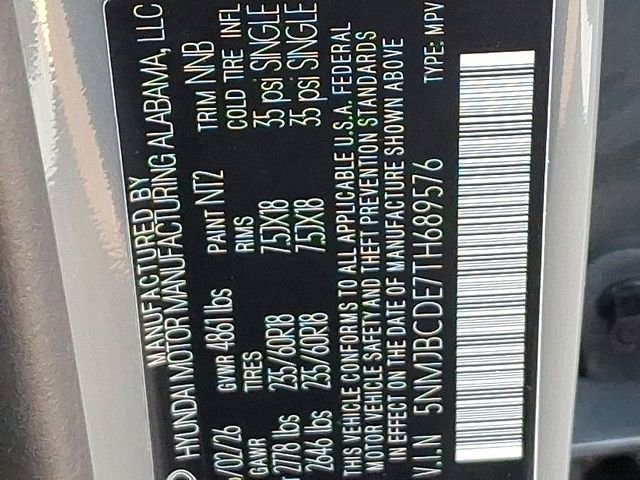 MANUFACTURED BY
HYUNDAI MOTOR MANUFACTURING ALABAMA, LLC
/02/26 GVWR 4861 lbs PAINT NT2 TRIM NNB
GAWR TIRES RIMS COLD TIRE INFL
T 2778 lbs 235/60R18 7.5JX18 35 psi SINGLE
2646 lbs 235/60R18 7.5JX18 35 psi SINGLE
THIS VEHICLE CONFORMS TO ALL APPLICABLE U.S.A. FEDERAL
MOTOR VEHICLE SAFETY AND THEFT PREVENTION STANDARDS
IN EFFECT ON DATE OF MANUFACTURE SHOWN ABOVE
V.I.N 5NMJBCDE7TH689576 TYPE: MPV